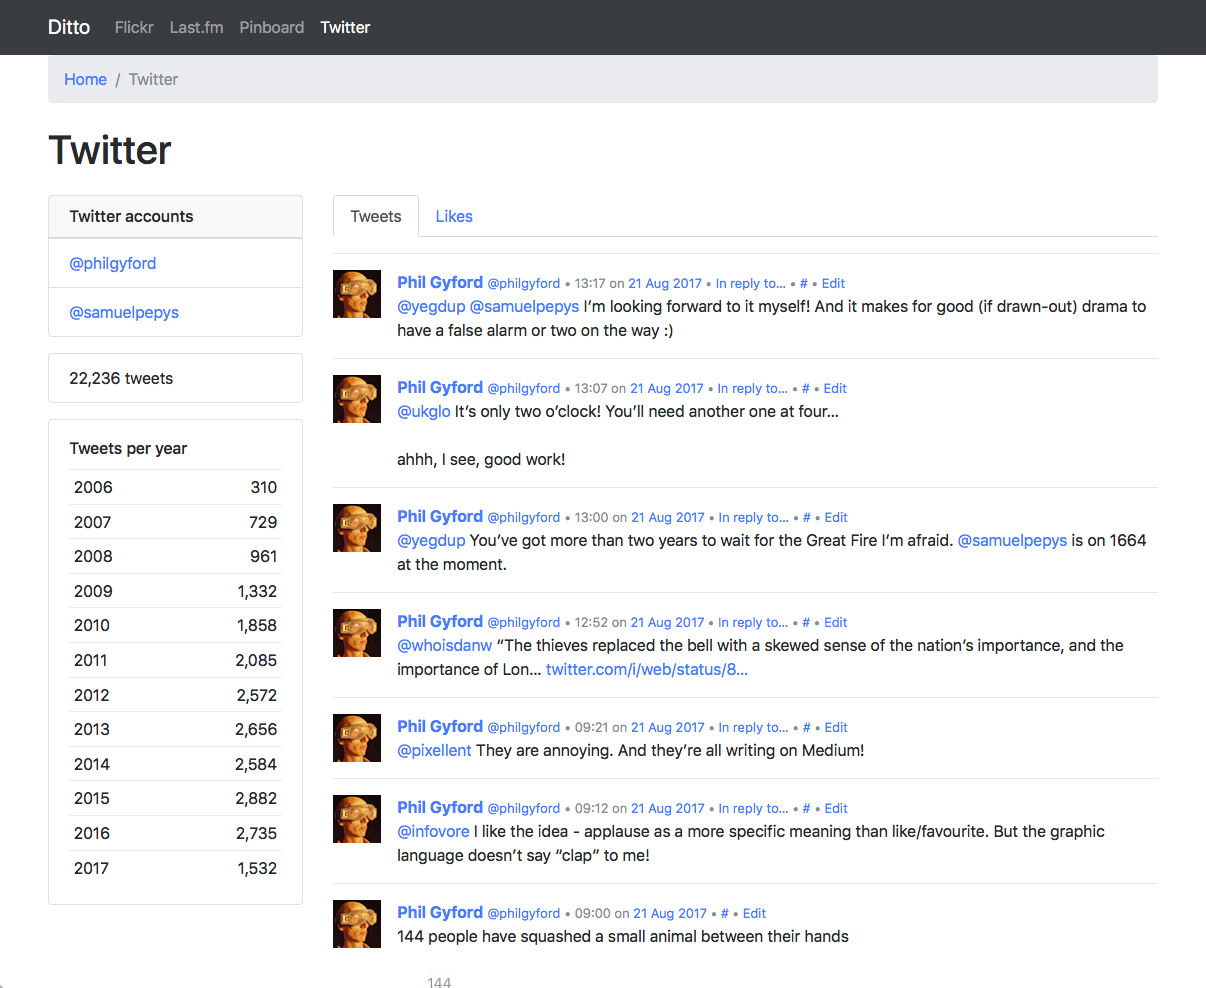 Ditto Flickr Last.fm Pinboard Twitter
Home / Twitter
Twitter
Twitter accounts
@philgyford
@samuelpepys
22,236 tweets
Tweets per year
2006 310
2007 729
2008 961
2009 1,332
2010 1,858
2011 2,085
2012 2,572
2013 2,656
2014 2,584
2015 2,882
2016 2,735
2017 1,532
Tweets Likes
Phil Gyford @philgyford • 13:17 on 21 Aug 2017 • In reply to… • # • Edit
@yegdup @samuelpepys I’m looking forward to it myself! And it makes for good (if drawn-out) drama to
have a false alarm or two on the way :)
Phil Gyford @philgyford • 13:07 on 21 Aug 2017 • In reply to… • # • Edit
@ukglo It’s only two o’clock! You’ll need another one at four…
ahhh, I see, good work!
Phil Gyford @philgyford • 13:00 on 21 Aug 2017 • In reply to… • # • Edit
@yegdup You’ve got more than two years to wait for the Great Fire I’m afraid. @samuelpepys is on 1664
at the moment.
Phil Gyford @philgyford • 12:52 on 21 Aug 2017 • In reply to… • # • Edit
@whoisdanw “The thieves replaced the bell with a skewed sense of the nation’s importance, and the
importance of Lon… twitter.com/i/web/status/8…
Phil Gyford @philgyford • 09:21 on 21 Aug 2017 • In reply to… • # • Edit
@pixellent They are annoying. And they’re all writing on Medium!
Phil Gyford @philgyford • 09:12 on 21 Aug 2017 • In reply to… • # • Edit
@infovore I like the idea - applause as a more specific meaning than like/favourite. But the graphic
language doesn’t say “clap” to me!
Phil Gyford @philgyford • 09:00 on 21 Aug 2017 • # • Edit
144 people have squashed a small animal between their hands
144